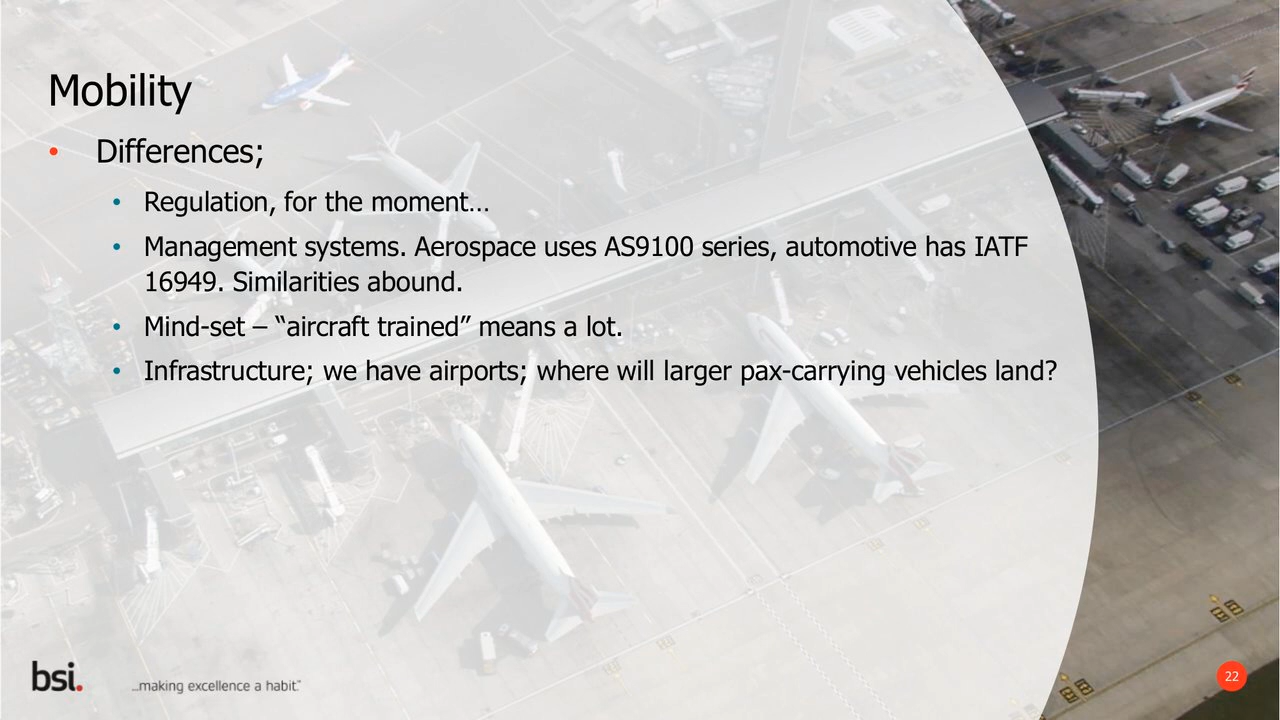 Mobility
• Differences;
• Regulation, for the moment…
• Management systems. Aerospace uses AS9100 series, automotive has IATF
16949. Similarities abound.
• Mind-set – “aircraft trained” means a lot.
• Infrastructure; we have airports; where will larger pax-carrying vehicles land?
bsi.
...making excellence a habit.™
22